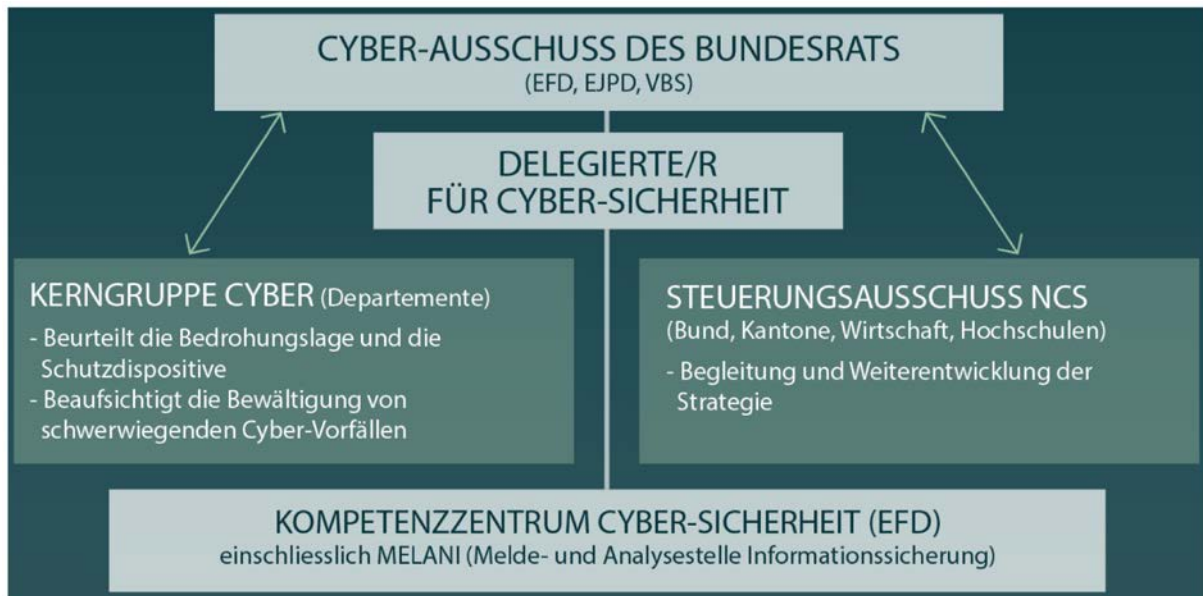 CYBER-AUSSCHUSS DES BUNDESRATS
(EFD, EJPD, VBS)
DELEGIERTE/R
FÜR CYBER-SICHERHEIT
KERNGRUPPE CYBER (Departemente)
- Beurteilt die Bedrohungslage und die
Schutzdispositive
- Beaufsichtigt die Bewältigung von
schwerwiegenden Cyber-Vorfällen
STEUERUNGSAUSSCHUSS NCS
(Bund, Kantone, Wirtschaft, Hochschulen)
- Begleitung und Weiterentwicklung der
Strategie
KOMPETENZZENTRUM CYBER-SICHERHEIT (EFD)
einschliesslich MELANI (Melde- und Analysestelle Informationssicherung)